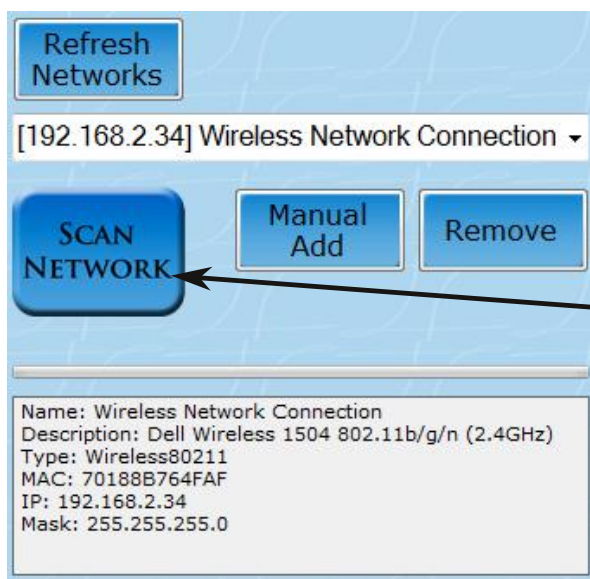 Refresh
Networks
[192.168.2.34] Wireless Network Connection
SCAN
NETWORK
Manual
Add
Remove
Name: Wireless Network Connection
Description: Dell Wireless 1504 802.11b/g/n (2.4GHz)
Type: Wireless80211
MAC: 70188B764FAF
IP: 192.168.2.34
Mask: 255.255.255.0